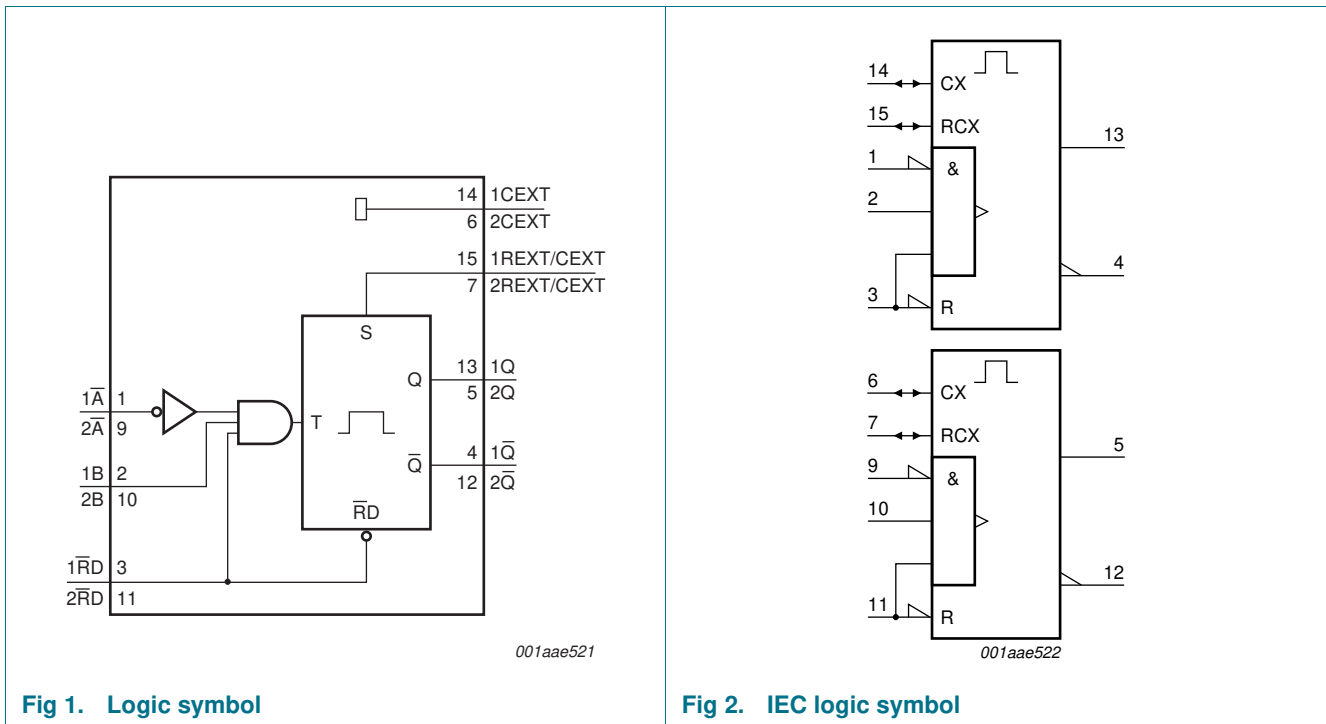 14 1CEXT
6 2CEXT
15 1REXT/CEXT
7 2REXT/CEXT
S
Q
13 1Q
5 2Q
1A̅ 1
2A̅ 9
T
Q̅
4 1Q̅
12 2Q̅
1B 2
2B 10
R̅D
1R̅D 3
2R̅D 11
001aae521
Fig 1. Logic symbol
14 CX
15 RCX
13
1 &
2
4
3 R
6 CX
7 RCX
5
9 &
10
12
11 R
001aae522
Fig 2. IEC logic symbol